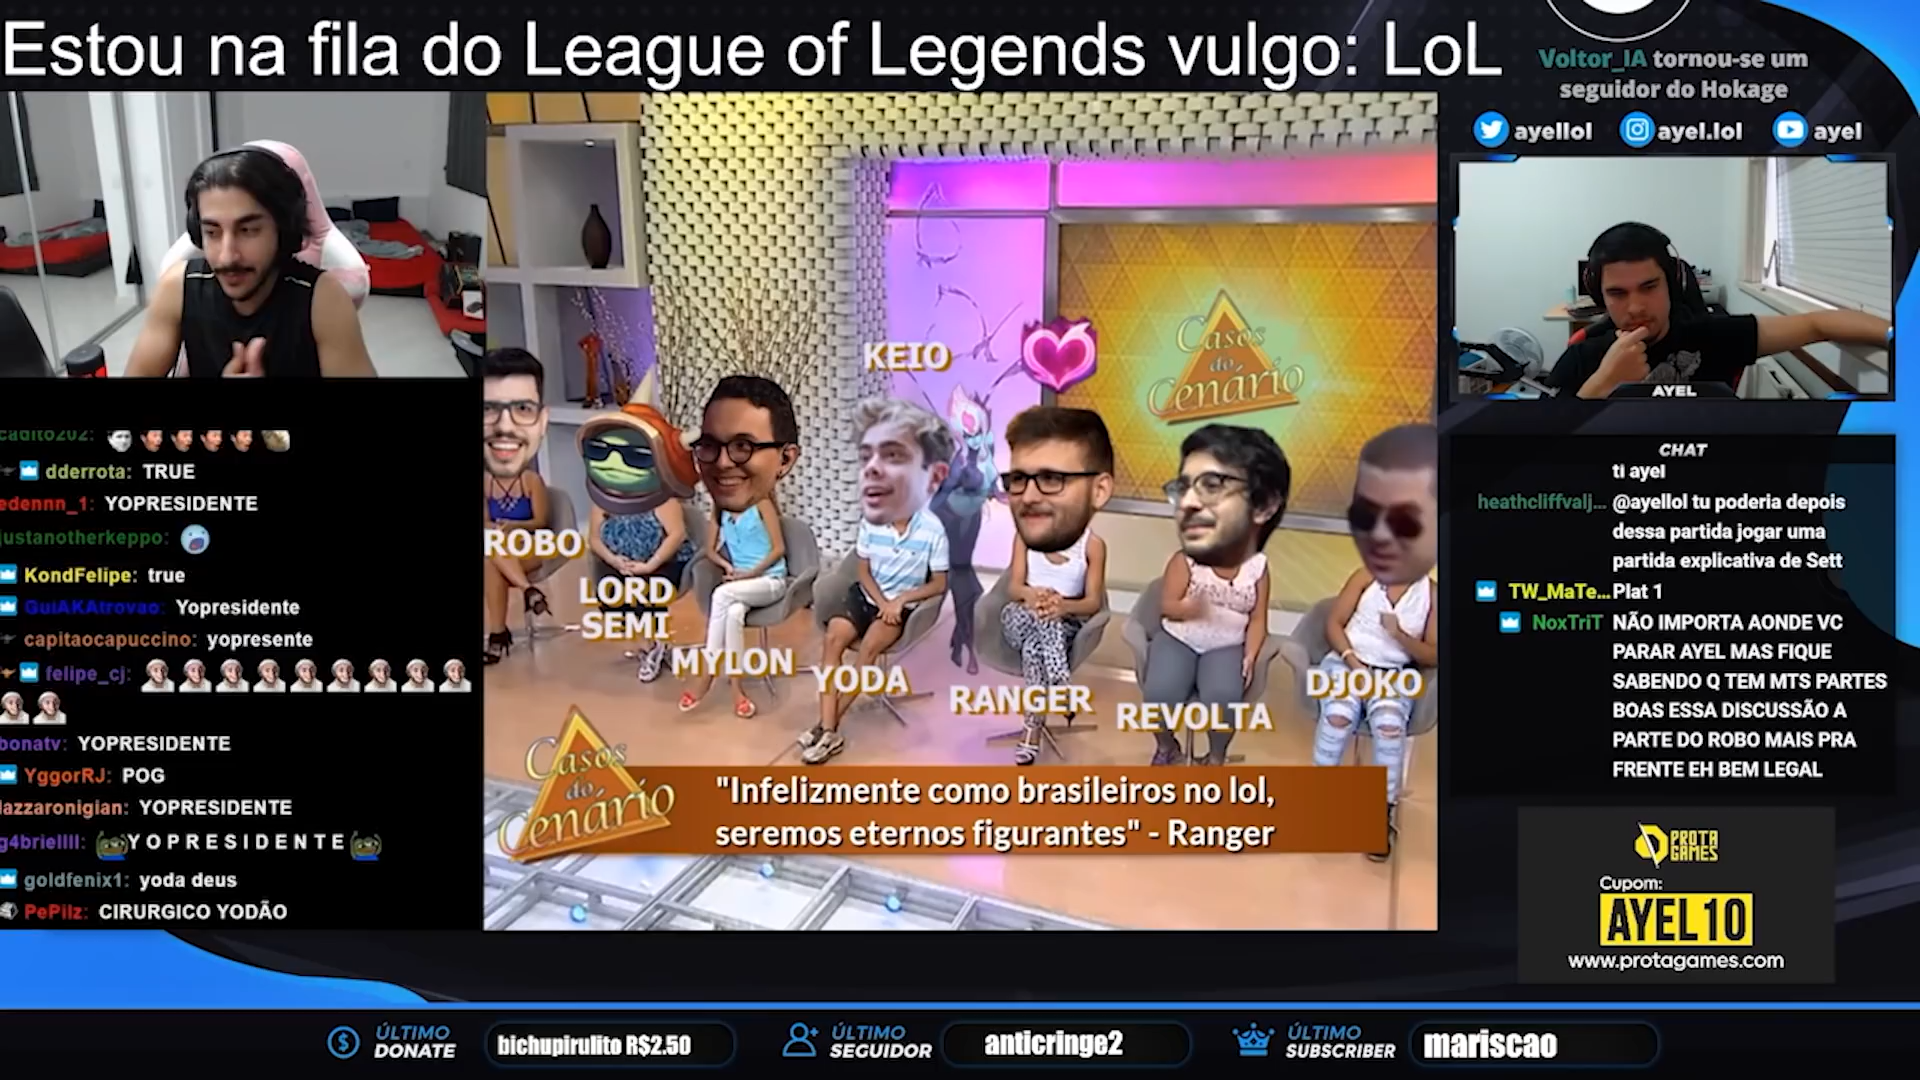 Estou na fila do League of Legends vulgo: LoL
Voltor_IA tornou-se um
seguidor do Hokage
ayellol
ayel.lol
ayel
AYEL
cadito202:
dderrota: TRUE
edennn_1: YOPRESIDENTE
justanotherkeppo:
KondFelipe: true
GuiAKAtrovao: Yopresidente
capitaocapuccino: yopresente
felipe_cj:
bonatv: YOPRESIDENTE
YggorRJ: POG
lazzaronigian: YOPRESIDENTE
g4briellll: Y O P R E S I D E N T E
goldfenix1: yoda deus
PePilz: CIRURGICO YODÃO
KEIO
Casos
do
Cenário
ROBO
LORD
SEMI
MYLON
YODA
RANGER
REVOLTA
DJOKO
Casos
do
Cenário
"Infelizmente como brasileiros no lol,
seremos eternos figurantes" - Ranger
CHAT
ti ayel
heathcliffvalj... @ayellol tu poderia depois
dessa partida jogar uma
partida explicativa de Sett
TW_MaTe... Plat 1
NoxTriT NÃO IMPORTA AONDE VC
PARAR AYEL MAS FIQUE
SABENDO Q TEM MTS PARTES
BOAS ESSA DISCUSSÃO A
PARTE DO ROBO MAIS PRA
FRENTE EH BEM LEGAL
PROTA
GAMES
Cupom:
AYEL10
www.protagames.com
ÚLTIMO
DONATE
bichupirulito R$2.50
ÚLTIMO
SEGUIDOR
anticringe2
ÚLTIMO
SUBSCRIBER
mariscao